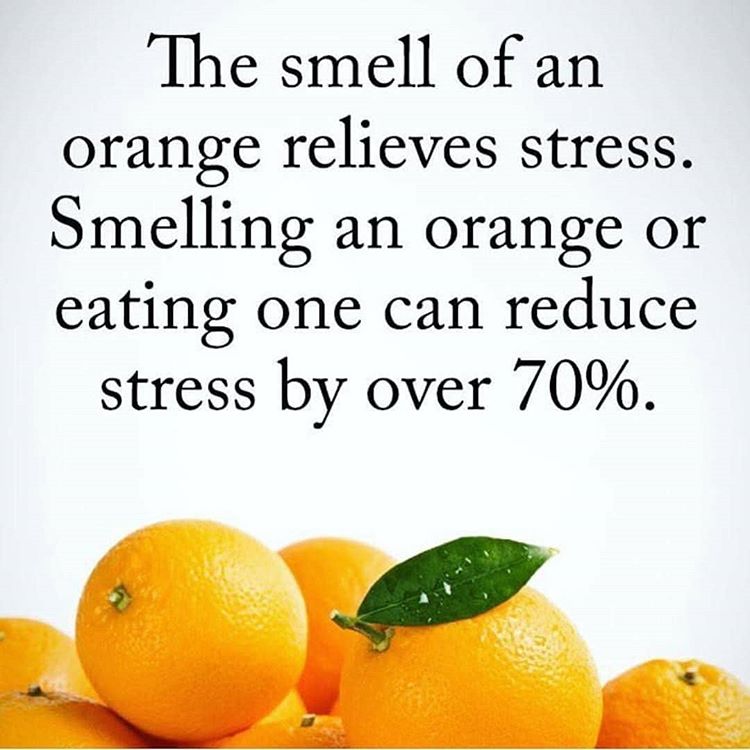 The smell of an
orange relieves stress.
Smelling an orange or
eating one can reduce
stress by over 70%.